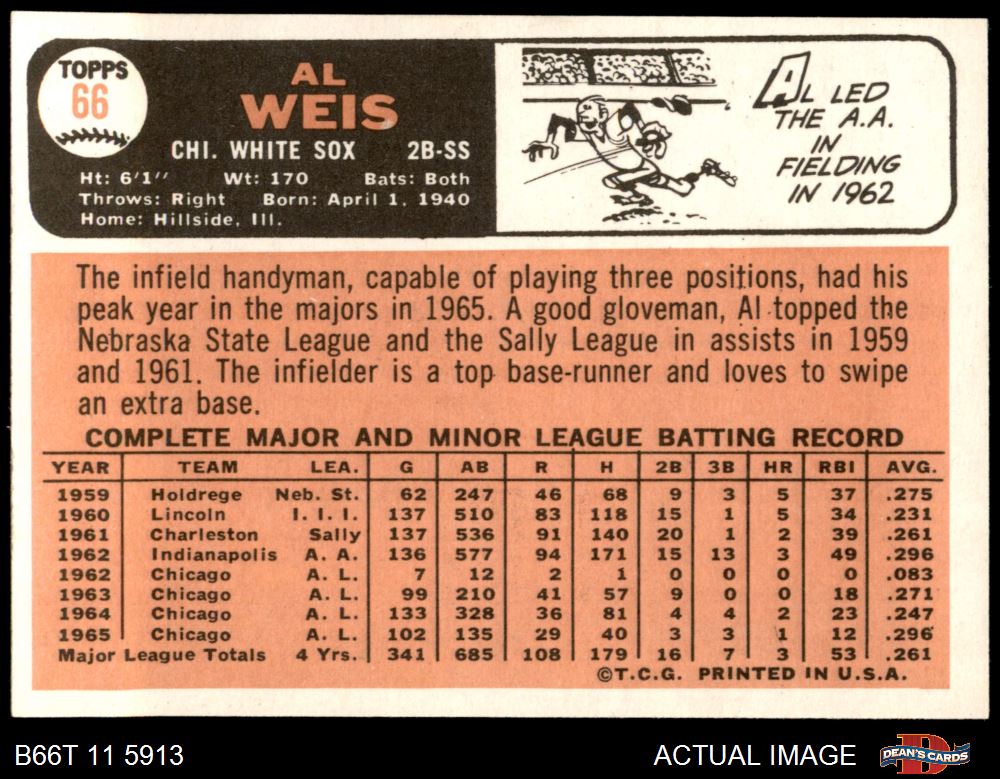 TOPPS
66
AL
WEIS
CHI. WHITE SOX 2B-SS
Ht: 6'1" Wt: 170 Bats: Both
Throws: Right Born: April 1, 1940
Home: Hillside, Ill.
AL LED
THE A.A.
IN
FIELDING
IN 1962
The infield handyman, capable of playing three positions, had his
peak year in the majors in 1965. A good gloveman, Al topped the
Nebraska State League and the Sally League in assists in 1959
and 1961. The infielder is a top base-runner and loves to swipe
an extra base.
COMPLETE MAJOR AND MINOR LEAGUE BATTING RECORD
YEAR TEAM LEA. G AB R H 2B 3B HR RBI AVG.
1959 Holdrege Neb. St. 62 247 46 68 9 3 5 37 .275
1960 Lincoln I. I. I. 137 510 83 118 15 1 5 34 .231
1961 Charleston Sally 137 536 91 140 20 1 2 39 .261
1962 Indianapolis A. A. 136 577 94 171 15 13 3 49 .296
1962 Chicago A. L. 7 12 2 1 0 0 0 0 .083
1963 Chicago A. L. 99 210 41 57 9 0 0 18 .271
1964 Chicago A. L. 133 328 36 81 4 4 2 23 .247
1965 Chicago A. L. 102 135 29 40 3 3 1 12 .296
Major League Totals 4 Yrs. 341 685 108 179 16 7 3 53 .261
©T.C.G. PRINTED IN U.S.A.
B66T 11 5913
ACTUAL IMAGE
DEAN'S CARDS